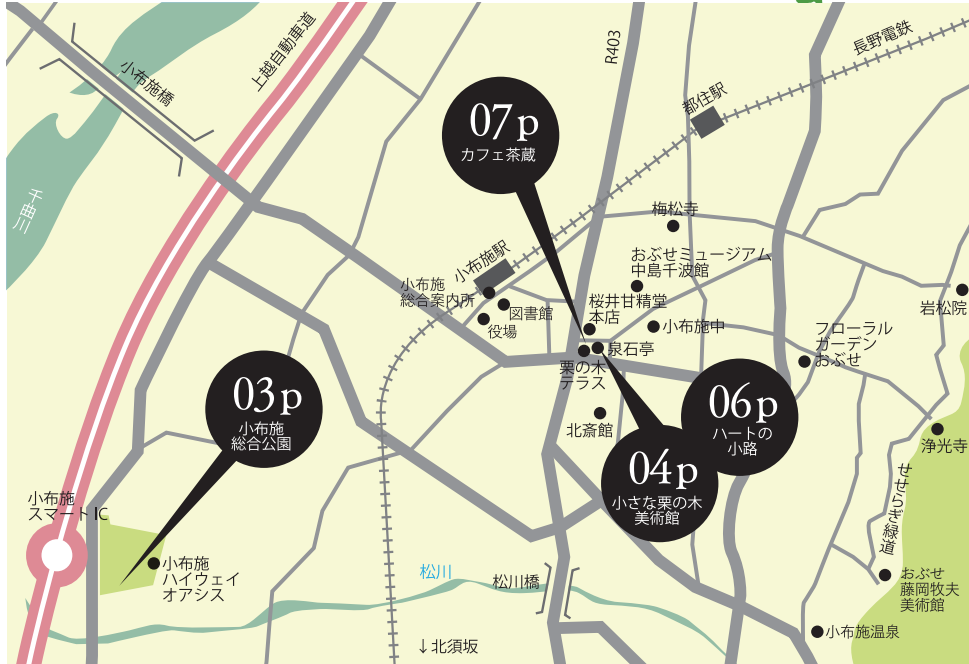 上越自動車道
R403
長野電鉄
小布施橋
都住駅
07p
カフェ茶蔵
千曲川
梅松寺
小布施駅
おぶせミュージアム
中島千波館
小布施
総合案内所
図書館
役場
桜井甘精堂
本店
小布施中
岩松院
フローラル
ガーデン
おぶせ
泉石亭
栗の木
テラス
03p
小布施
総合公園
06p
ハートの
小路
北斎館
浄光寺
04p
小さな栗の木
美術館
せせらぎ緑道
小布施
スマートIC
小布施
ハイウェイ
オアシス
松川
松川橋
おぶせ
藤岡牧夫
美術館
小布施温泉
↓北須坂